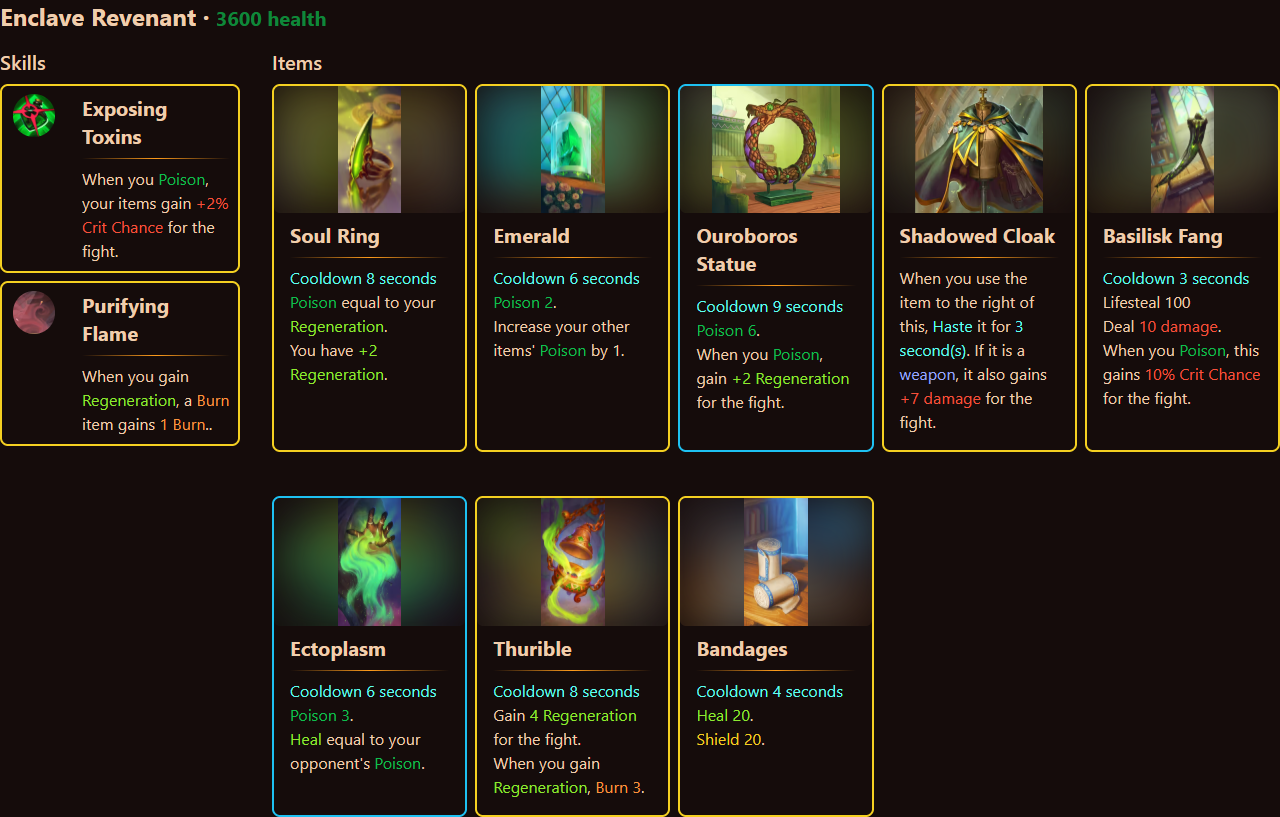 Enclave Revenant · 3600 health
Skills
Exposing
Toxins
When you Poison,
your items gain +2%
Crit Chance for the
fight.
Purifying
Flame
When you gain
Regeneration, a Burn
item gains 1 Burn..
Items
Soul Ring
Cooldown 8 seconds
Poison equal to your
Regeneration.
You have +2
Regeneration.
Emerald
Cooldown 6 seconds
Poison 2.
Increase your other
items' Poison by 1.
Ouroboros
Statue
Cooldown 9 seconds
Poison 6.
When you Poison,
gain +2 Regeneration
for the fight.
Shadowed Cloak
When you use the
item to the right of
this, Haste it for 3
second(s). If it is a
weapon, it also gains
+7 damage for the
fight.
Basilisk Fang
Cooldown 3 seconds
Lifesteal 100
Deal 10 damage.
When you Poison, this
gains 10% Crit Chance
for the fight.
Ectoplasm
Cooldown 6 seconds
Poison 3.
Heal equal to your
opponent's Poison.
Thurible
Cooldown 8 seconds
Gain 4 Regeneration
for the fight.
When you gain
Regeneration, Burn 3.
Bandages
Cooldown 4 seconds
Heal 20.
Shield 20.